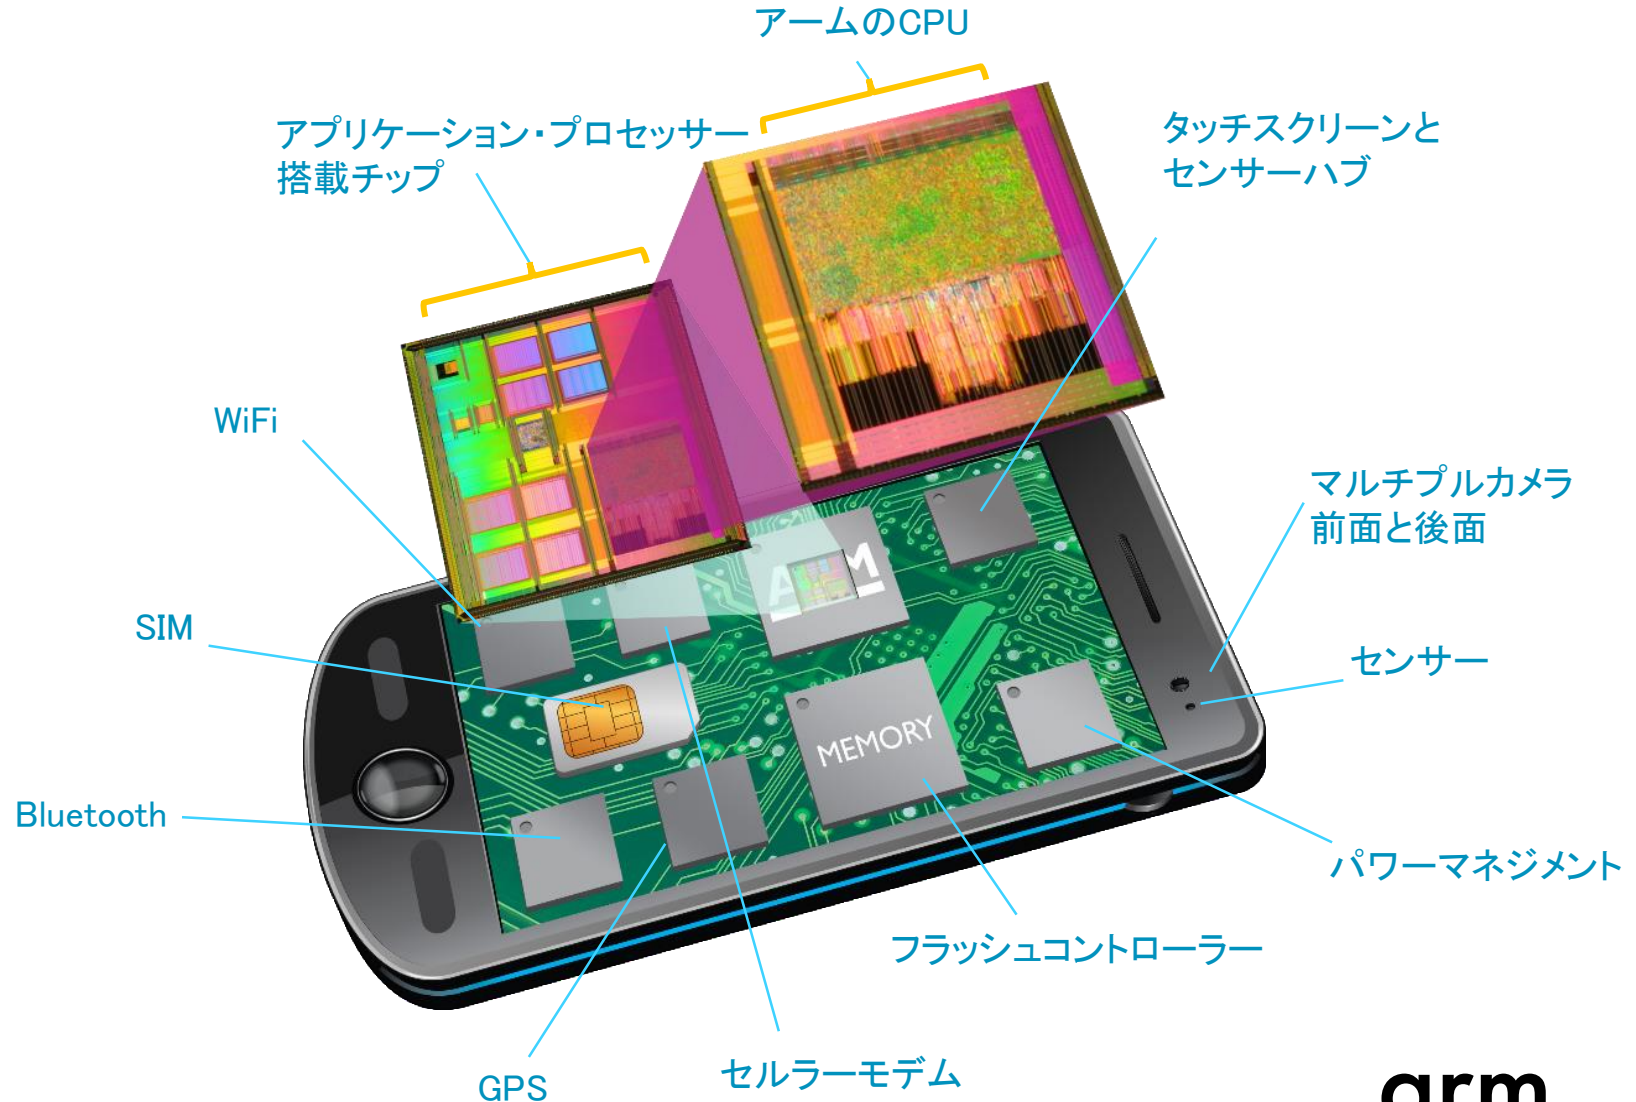 アームのCPU
アプリケーション・プロセッサー
搭載チップ
タッチスクリーンと
センサーハブ
WiFi
マルチプルカメラ
前面と後面
SIM
センサー
MEMORY
Bluetooth
パワーマネジメント
フラッシュコントローラー
セルラーモデム
GPS
arm